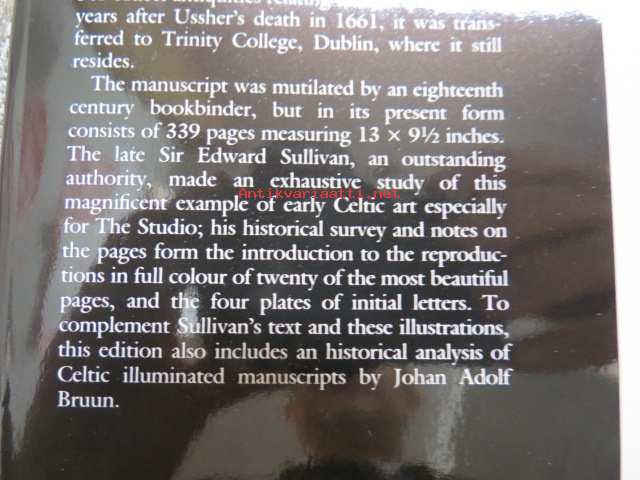 years after Ussher's death in 1661, it was trans-
ferred to Trinity College, Dublin, where it still
resides.
The manuscript was mutilated by an eighteenth
century bookbinder, but in its present form
consists of 339 pages measuring 13 × 9½ inches.
The late Sir Edward Sullivan, an outstanding
authority, made an exhaustive study of this
Antikvariaatti.net
magnificent example of early Celtic art especially
for The Studio; his historical survey and notes on
the pages form the introduction to the reproduc-
tions in full colour of twenty of the most beautiful
pages, and the four plates of initial letters. To
complement Sullivan's text and these illustrations,
this edition also includes an historical analysis of
Celtic illuminated manuscripts by Johan Adolf
Bruun.